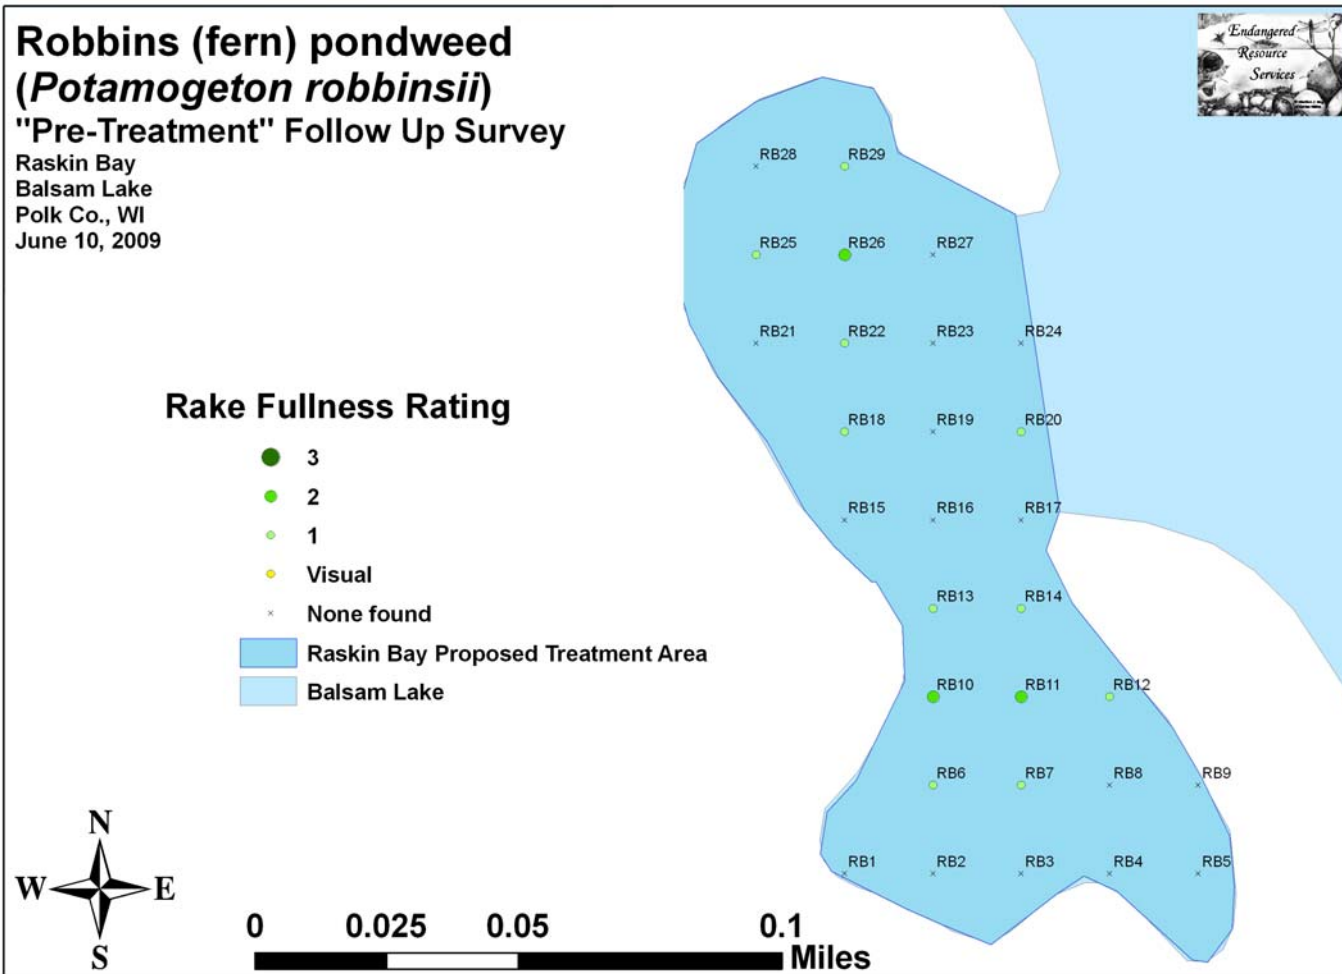 Robbins (fern) pondweed
(Potamogeton robbinsii)
"Pre-Treatment" Follow Up Survey
Raskin Bay
Balsam Lake
Polk Co., WI
June 10, 2009
Endangered
Resource
Services
RB28 RB29
RB25 RB26 RB27
RB21 RB22 RB23 RB24
RB18 RB19 RB20
RB15 RB16 RB17
RB13 RB14
RB10 RB11 RB12
RB6 RB7 RB8 RB9
RB1 RB2 RB3 RB4 RB5
Rake Fullness Rating
3
2
1
Visual
None found
Raskin Bay Proposed Treatment Area
Balsam Lake
N
W E
S
0 0.025 0.05 0.1
Miles